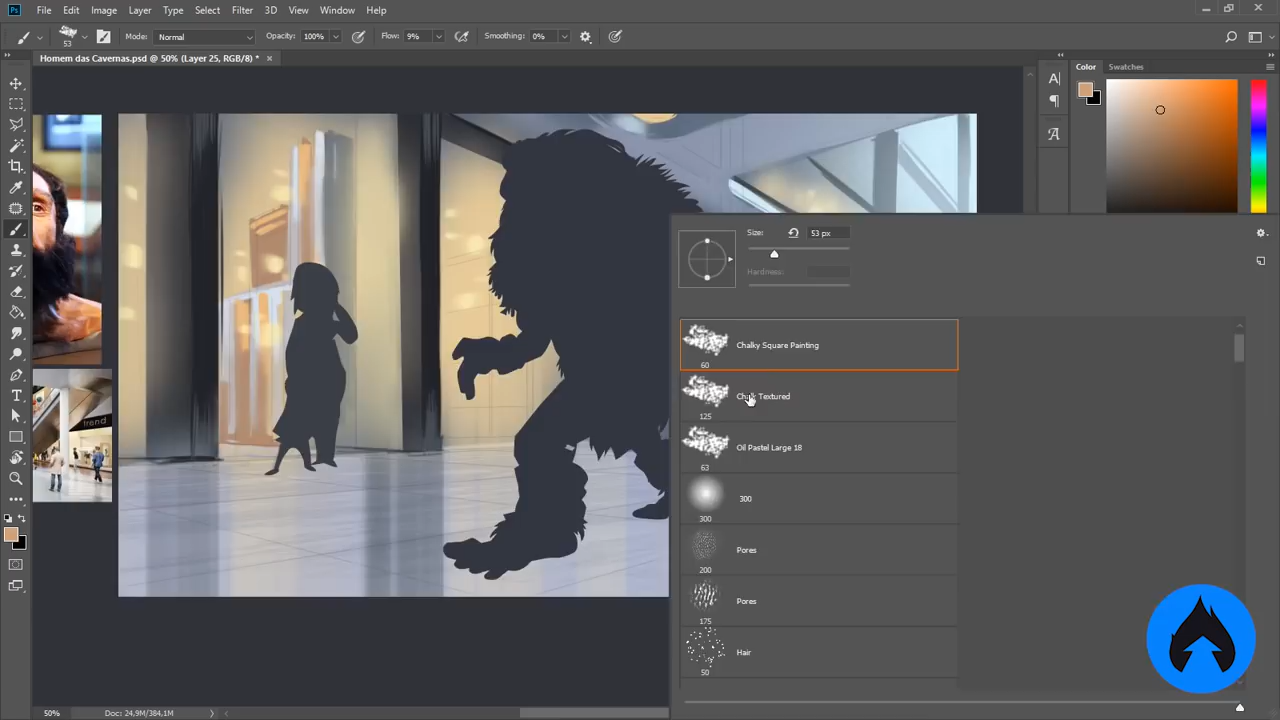 Ps File Edit Image Layer Type Select Filter 3D View Window Help
53 Mode: Normal Opacity: 100% Flow: 9% Smoothing: 0%
Homem das Cavernas.psd @ 50% (Layer 25, RGB/8) * ×
Color Swatches
Size: 53 px
Hardness:
Chalky Square Painting
60
Textured
125
Oil Pastel Large 18
63
300
300
Pores
200
Pores
175
Hair
50
50% Doc: 24,9M/384,1M